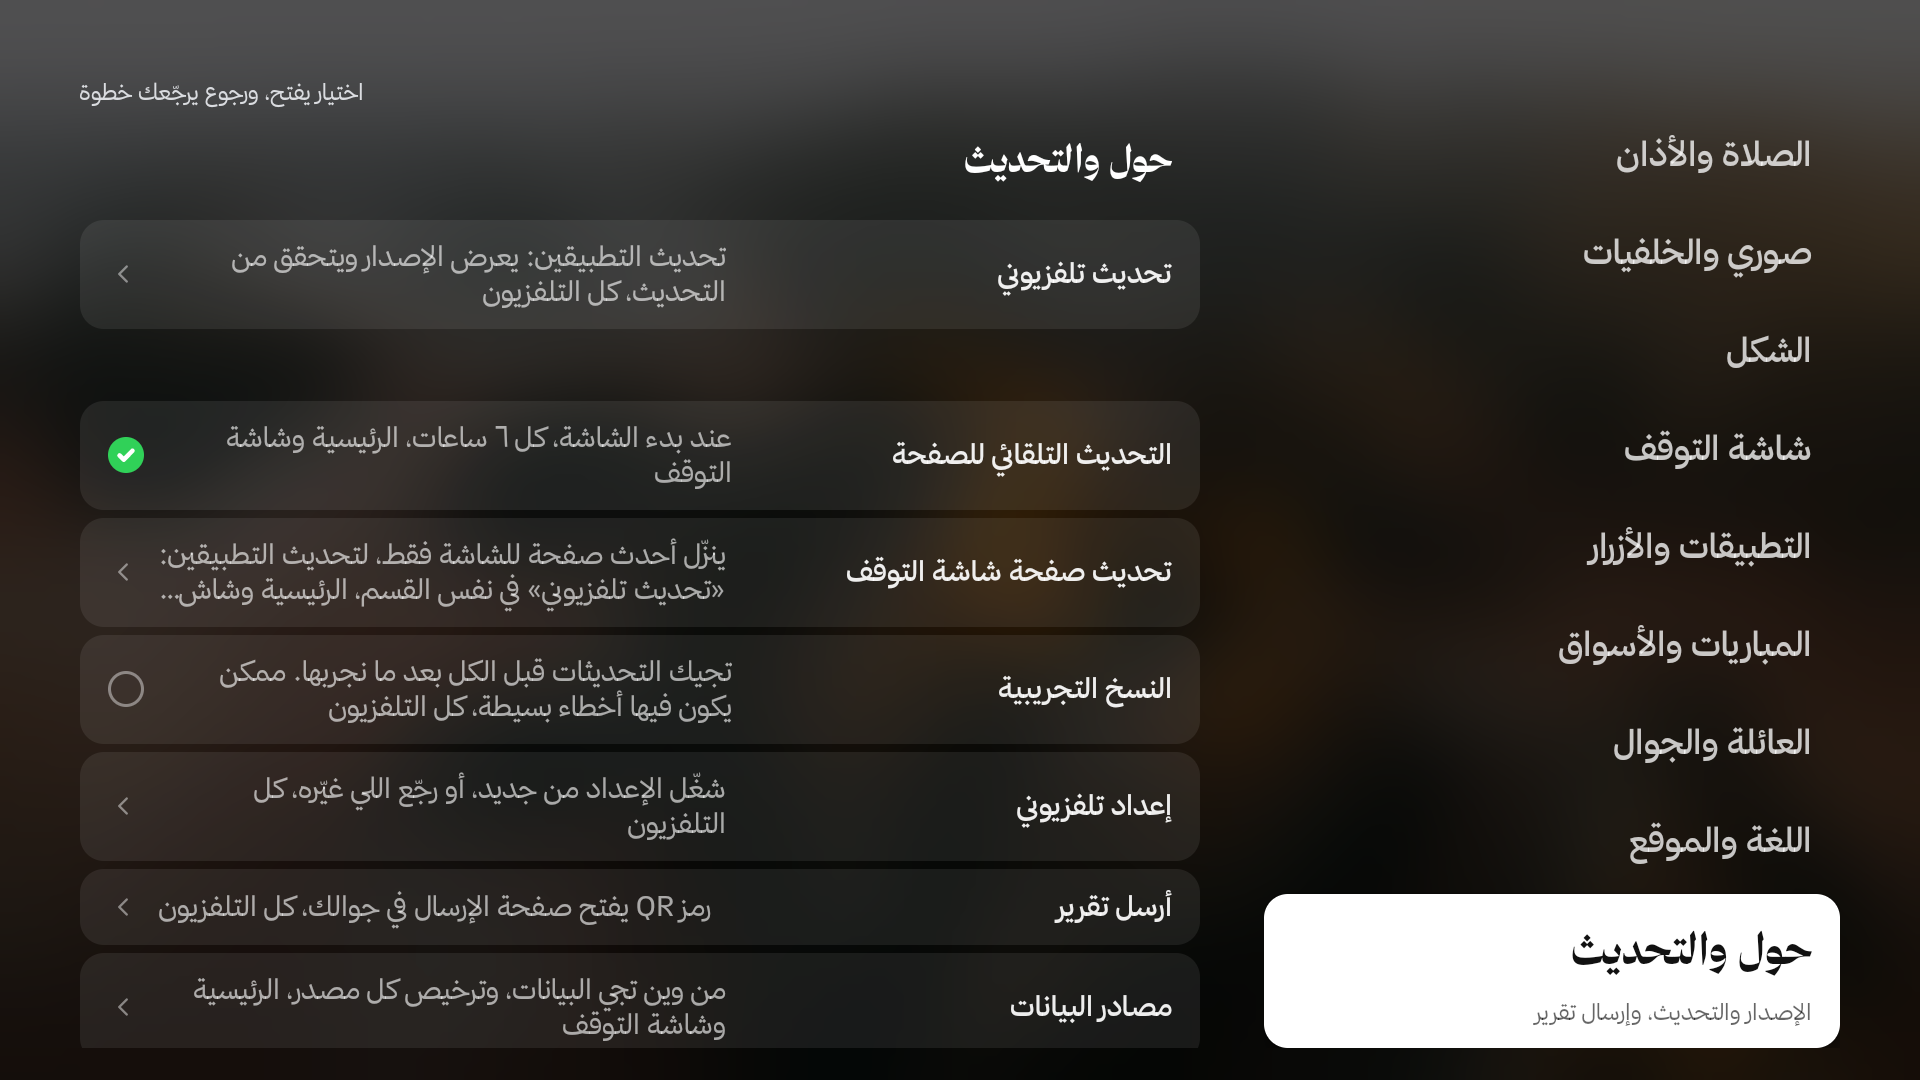 اختيار يفتح، ورجوع يرجّعك خطوة
الصلاة والأذان
صوري والخلفيات
الشكل
شاشة التوقف
التطبيقات والأزرار
المباريات والأسواق
العائلة والجوال
اللغة والموقع
حول والتحديث
الإصدار والتحديث، وإرسال تقرير
حول والتحديث
تحديث تلفزيوني
تحديث التطبيقين: يعرض الإصدار ويتحقق من
التحديث، كل التلفزيون
التحديث التلقائي للصفحة
عند بدء الشاشة، كل ٦ ساعات، الرئيسية وشاشة
التوقف
تحديث صفحة شاشة التوقف
ينزّل أحدث صفحة للشاشة فقط، لتحديث التطبيقين:
«تحديث تلفزيوني» في نفس القسم، الرئيسية وشاش...
النسخ التجريبية
تجيك التحديثات قبل الكل بعد ما نجربها. ممكن
يكون فيها أخطاء بسيطة، كل التلفزيون
إعداد تلفزيوني
شغّل الإعداد من جديد، أو رجّع اللي غيّره، كل
التلفزيون
أرسل تقرير
رمز QR يفتح صفحة الإرسال في جوالك، كل التلفزيون
مصادر البيانات
من وين تجي البيانات، وترخيص كل مصدر، الرئيسية
وشاشة التوقف